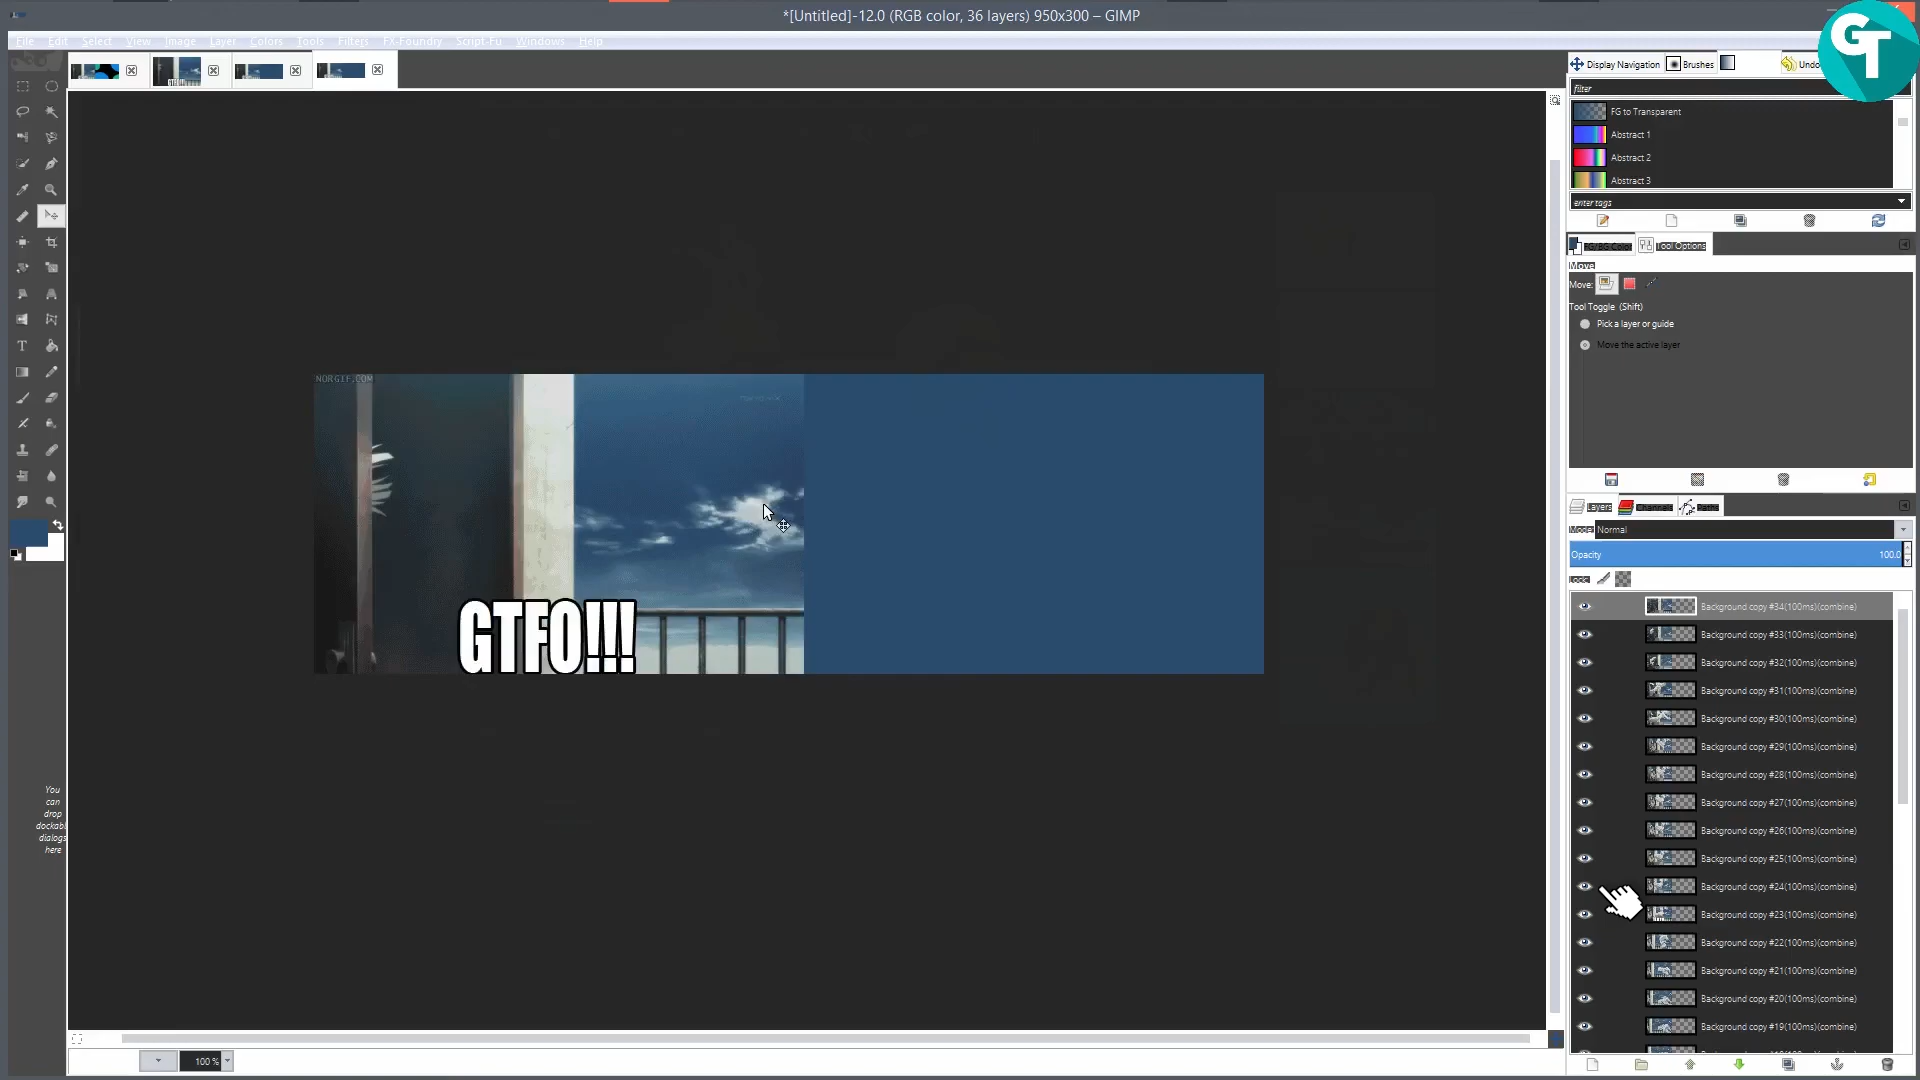 *[Untitled]-12.0 (RGB color, 36 layers) 950x300 – GIMP
File Edit Select View Image Layer Colors Tools Filters FX-Foundry Script-Fu Windows Help
GT
Display Navigation Brushes Undo
filter
FG to Transparent
Abstract 1
Abstract 2
Abstract 3
enter tags
FG/BG Color Tool Options
Move
Move:
Tool Toggle (Shift)
Pick a layer or guide
Move the active layer
NORGIF.COM
GTFO!!!
Layers Channels Paths
Mode: Normal
Opacity 100.0
Lock:
Background copy #34(100ms)(combine)
Background copy #33(100ms)(combine)
Background copy #32(100ms)(combine)
Background copy #31(100ms)(combine)
Background copy #30(100ms)(combine)
Background copy #29(100ms)(combine)
Background copy #28(100ms)(combine)
Background copy #27(100ms)(combine)
Background copy #26(100ms)(combine)
Background copy #25(100ms)(combine)
Background copy #24(100ms)(combine)
Background copy #23(100ms)(combine)
Background copy #22(100ms)(combine)
Background copy #21(100ms)(combine)
Background copy #20(100ms)(combine)
Background copy #19(100ms)(combine)
You
can
drop
dockabl
dialogs
here
100 %